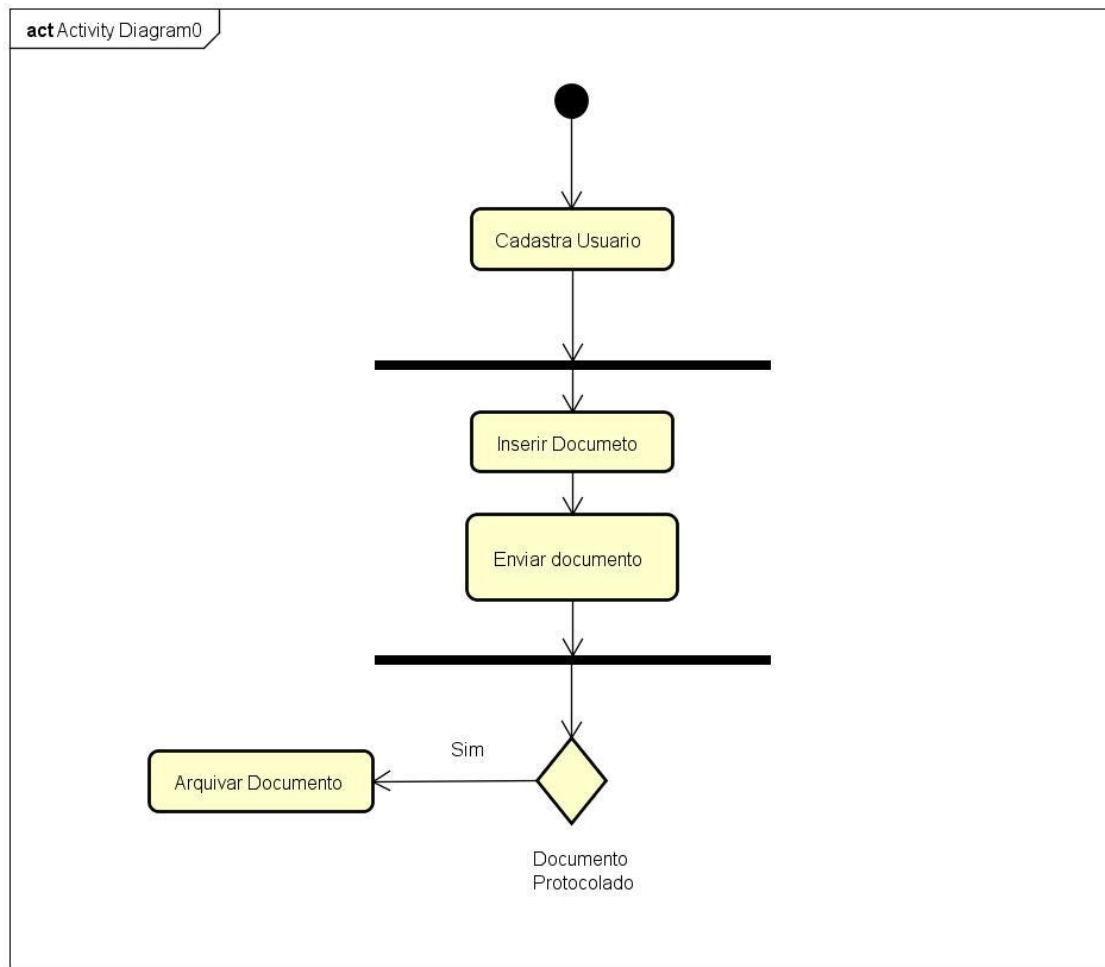 act Activity Diagram0
Cadastra Usuario
Inserir Documeto
Enviar documento
Sim
Arquivar Documento
Documento
Protocolado